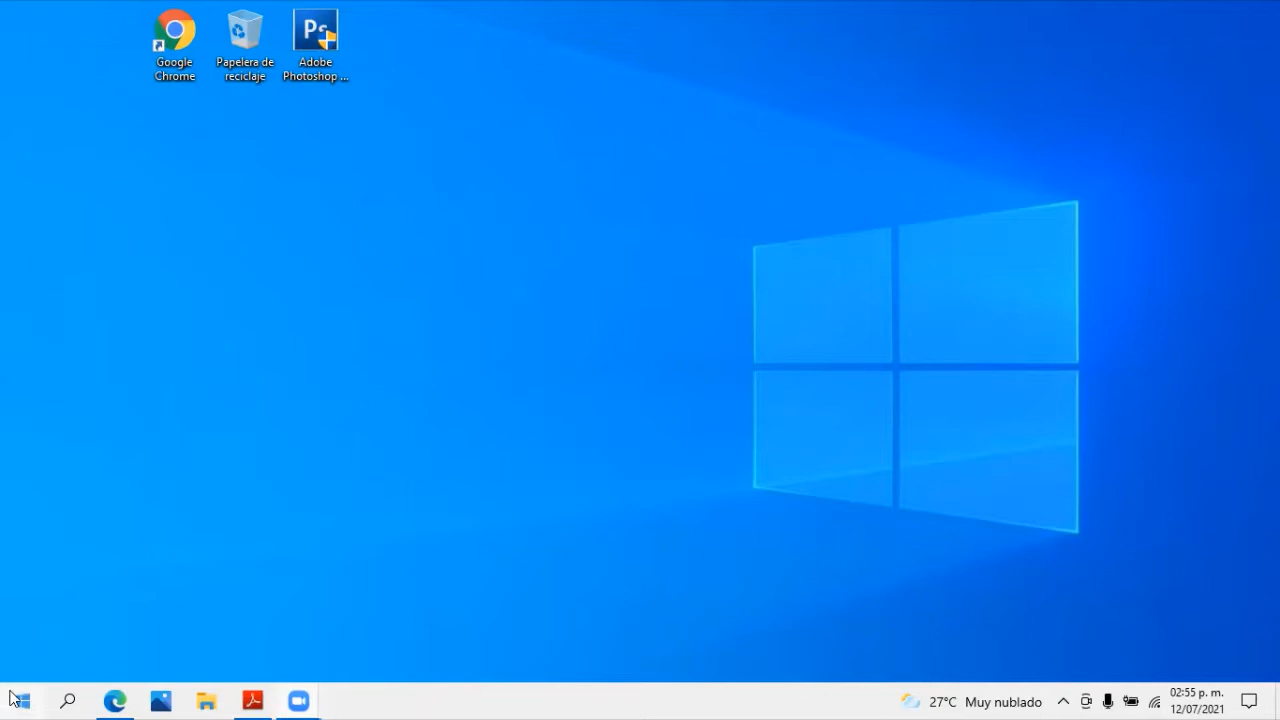 Ps
Google
Chrome
Papelera de
reciclaje
Adobe
Photoshop ...
27°C Muy nublado
02:55 p. m.
12/07/2021